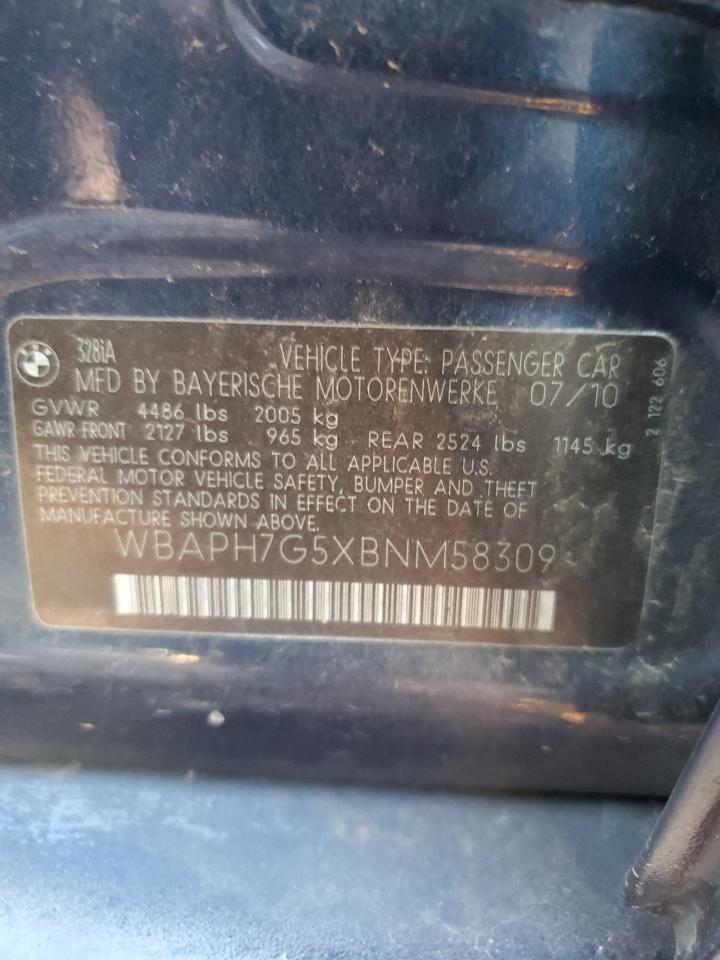 328iA
VEHICLE TYPE: PASSENGER CAR
MFD BY BAYERISCHE MOTORENWERKE 07/10
GVWR 4486 lbs 2005 kg
GAWR FRONT 2127 lbs 965 kg REAR 2524 lbs 1145 kg
THIS VEHICLE CONFORMS TO ALL APPLICABLE U.S.
FEDERAL MOTOR VEHICLE SAFETY, BUMPER AND THEFT
PREVENTION STANDARDS IN EFFECT ON THE DATE OF
MANUFACTURE SHOWN ABOVE.
WBAPH7G5XBNM58309
2 122 606